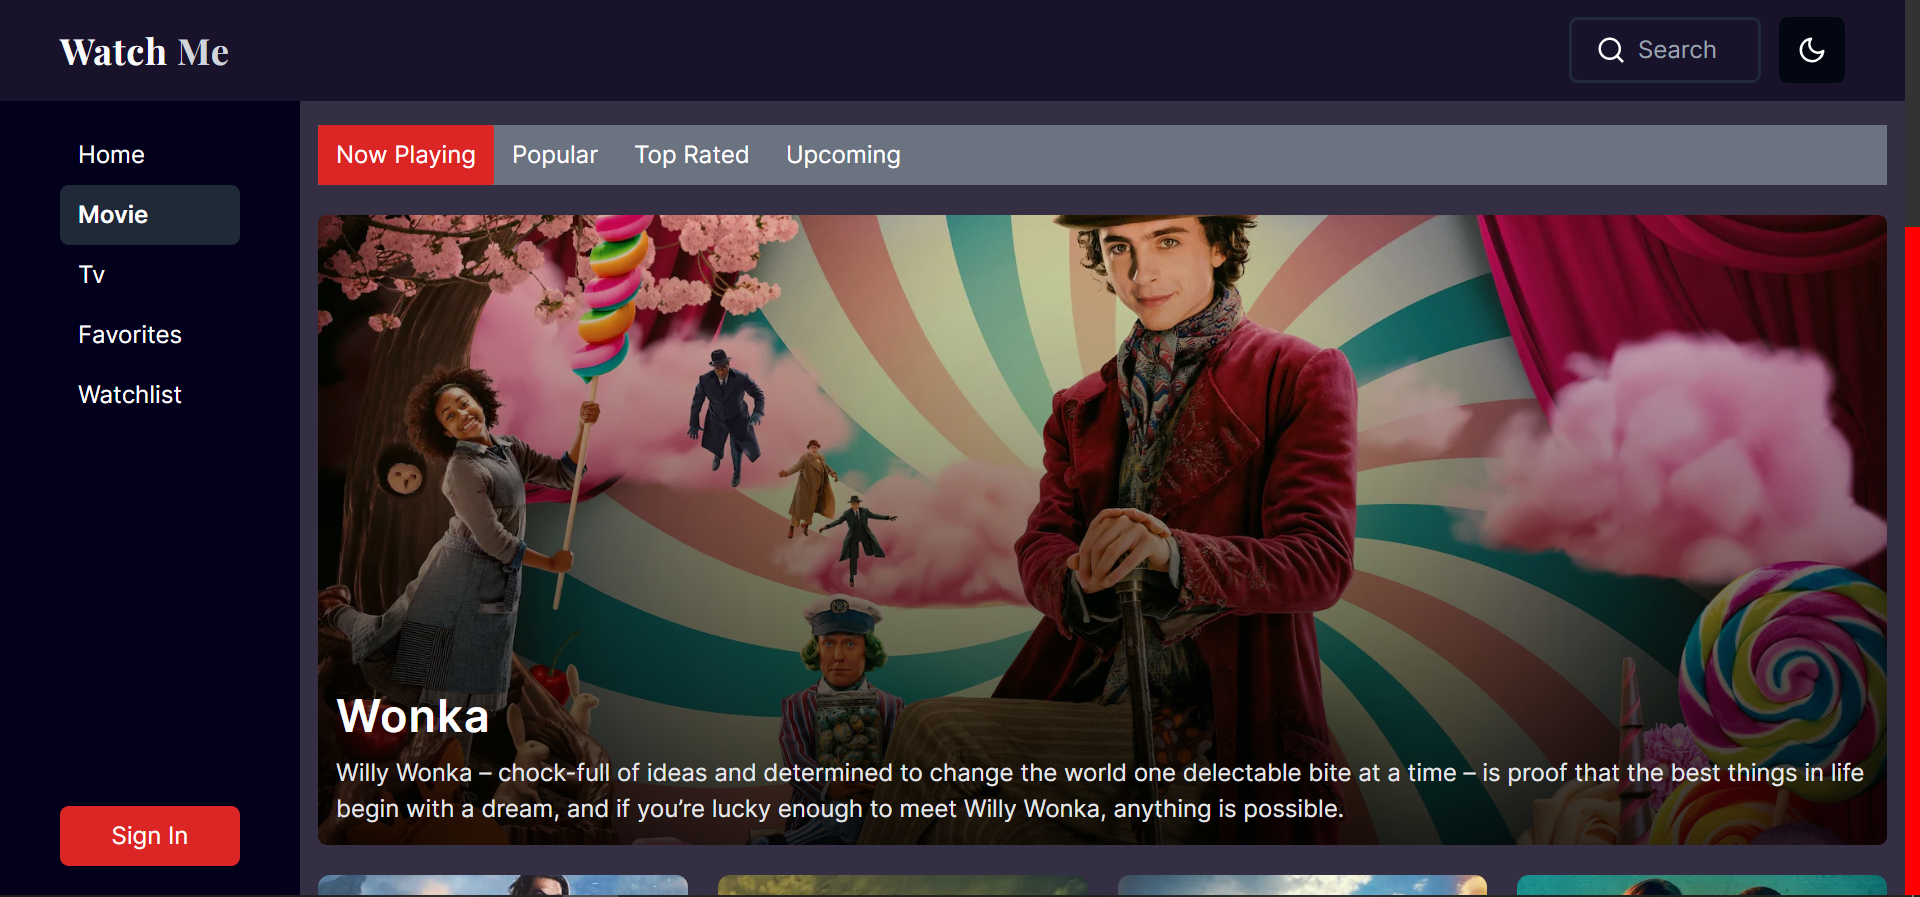 Watch Me
Search
Home
Movie
Tv
Favorites
Watchlist
Sign In
Now Playing
Popular
Top Rated
Upcoming
Wonka
Willy Wonka – chock-full of ideas and determined to change the world one delectable bite at a time – is proof that the best things in life
begin with a dream, and if you’re lucky enough to meet Willy Wonka, anything is possible.